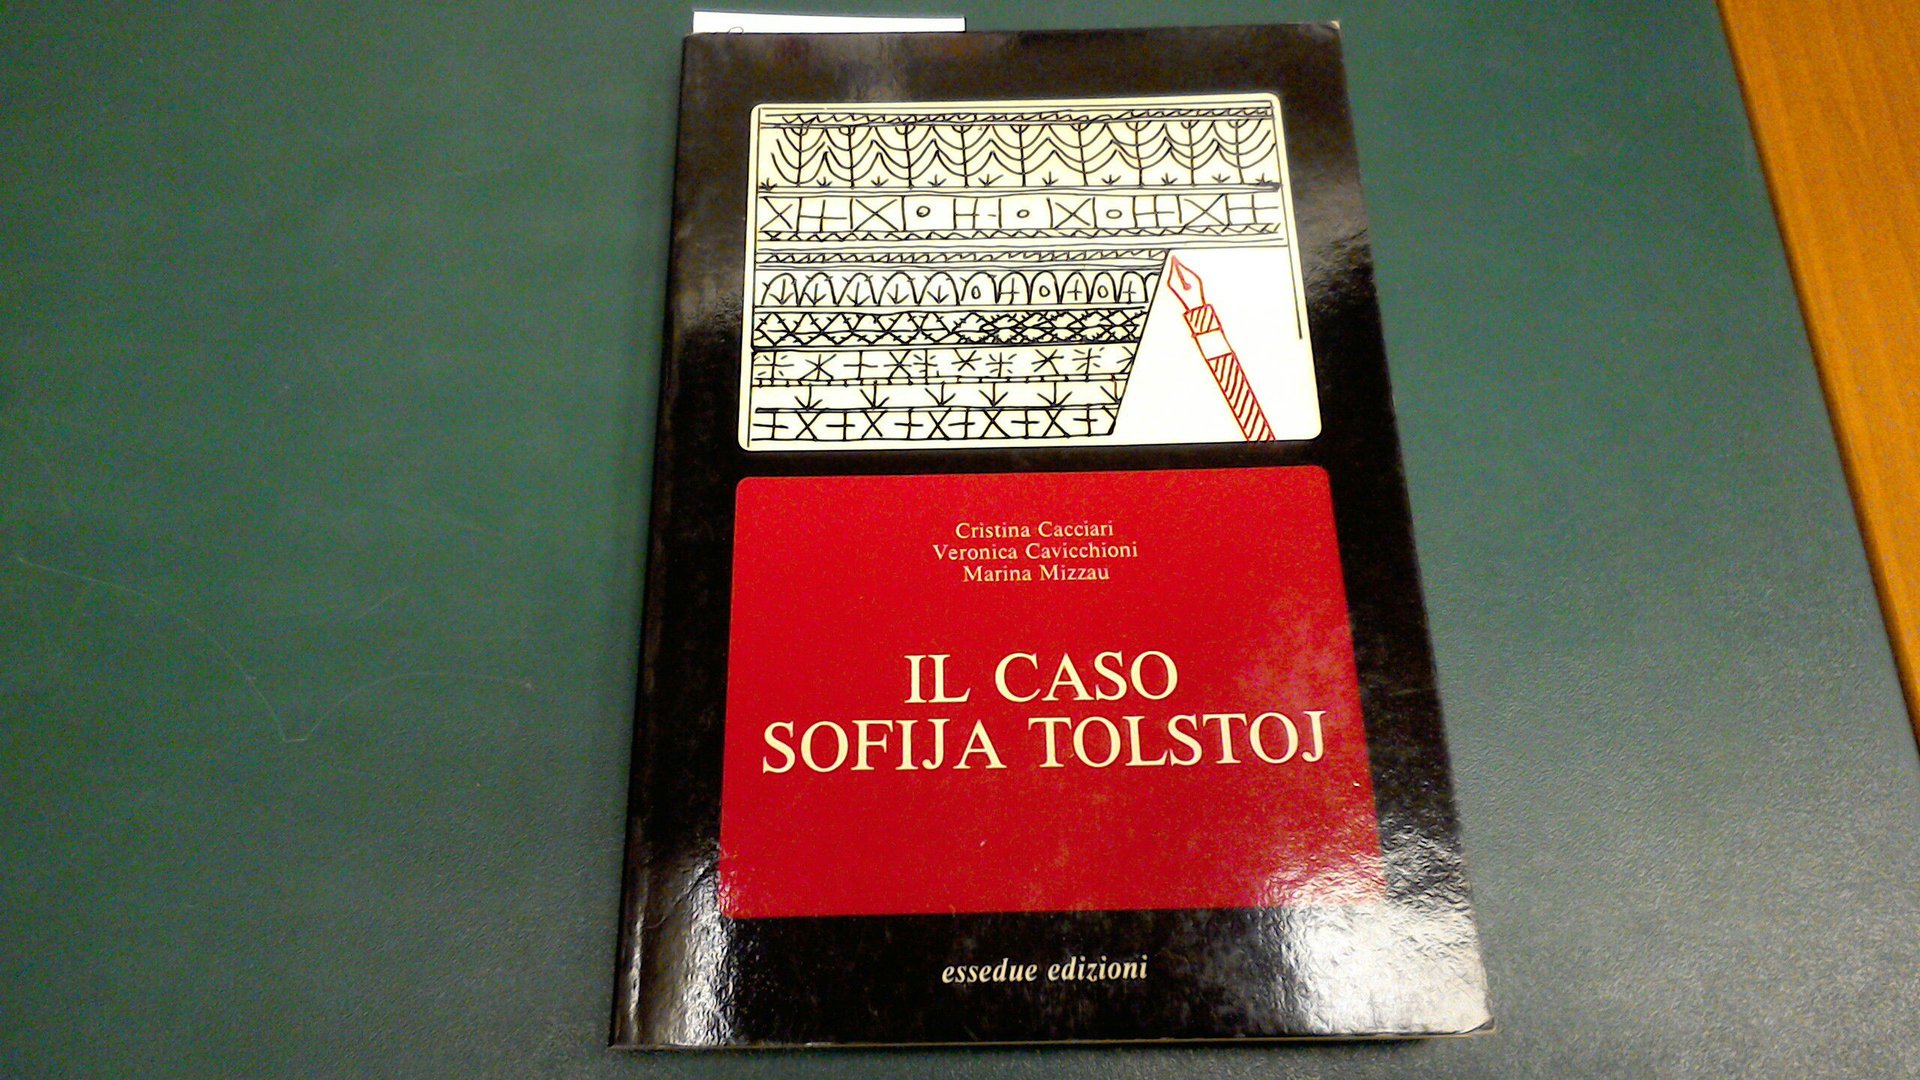 Cristina Cacciari
Veronica Cavicchioni
Marina Mizzau
IL CASO
SOFIJA TOLSTOJ
essedue edizioni